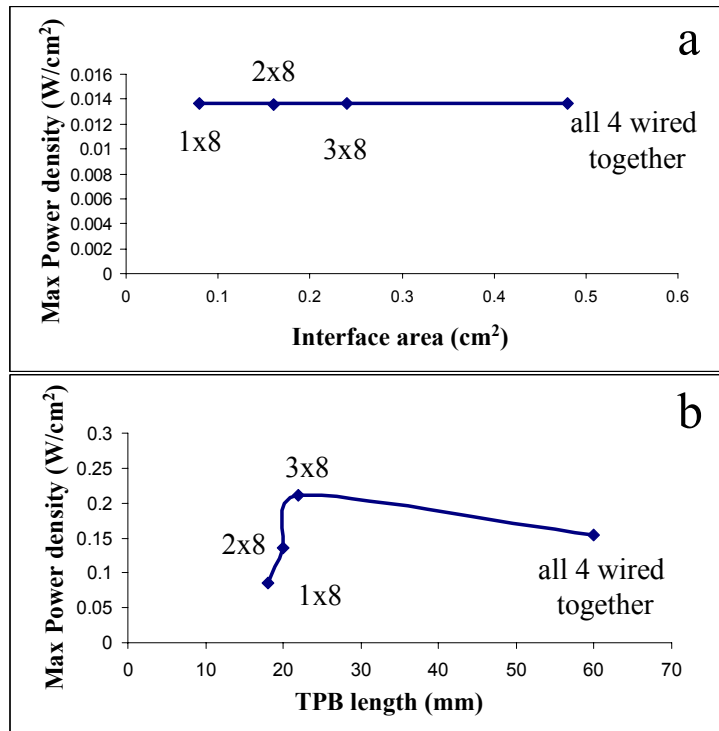 a
Max Power density (W/cm²)
0.016
0.014
0.012
0.01
0.008
0.006
0.004
0.002
0
2x8
1x8
3x8
all 4 wired
together
0
0.1
0.2
0.3
0.4
0.5
0.6
Interface area (cm²)
b
Max Power density (W/cm²)
0.3
0.25
0.2
0.15
0.1
0.05
0
3x8
2x8
1x8
all 4 wired
together
0
10
20
30
40
50
60
70
TPB length (mm)